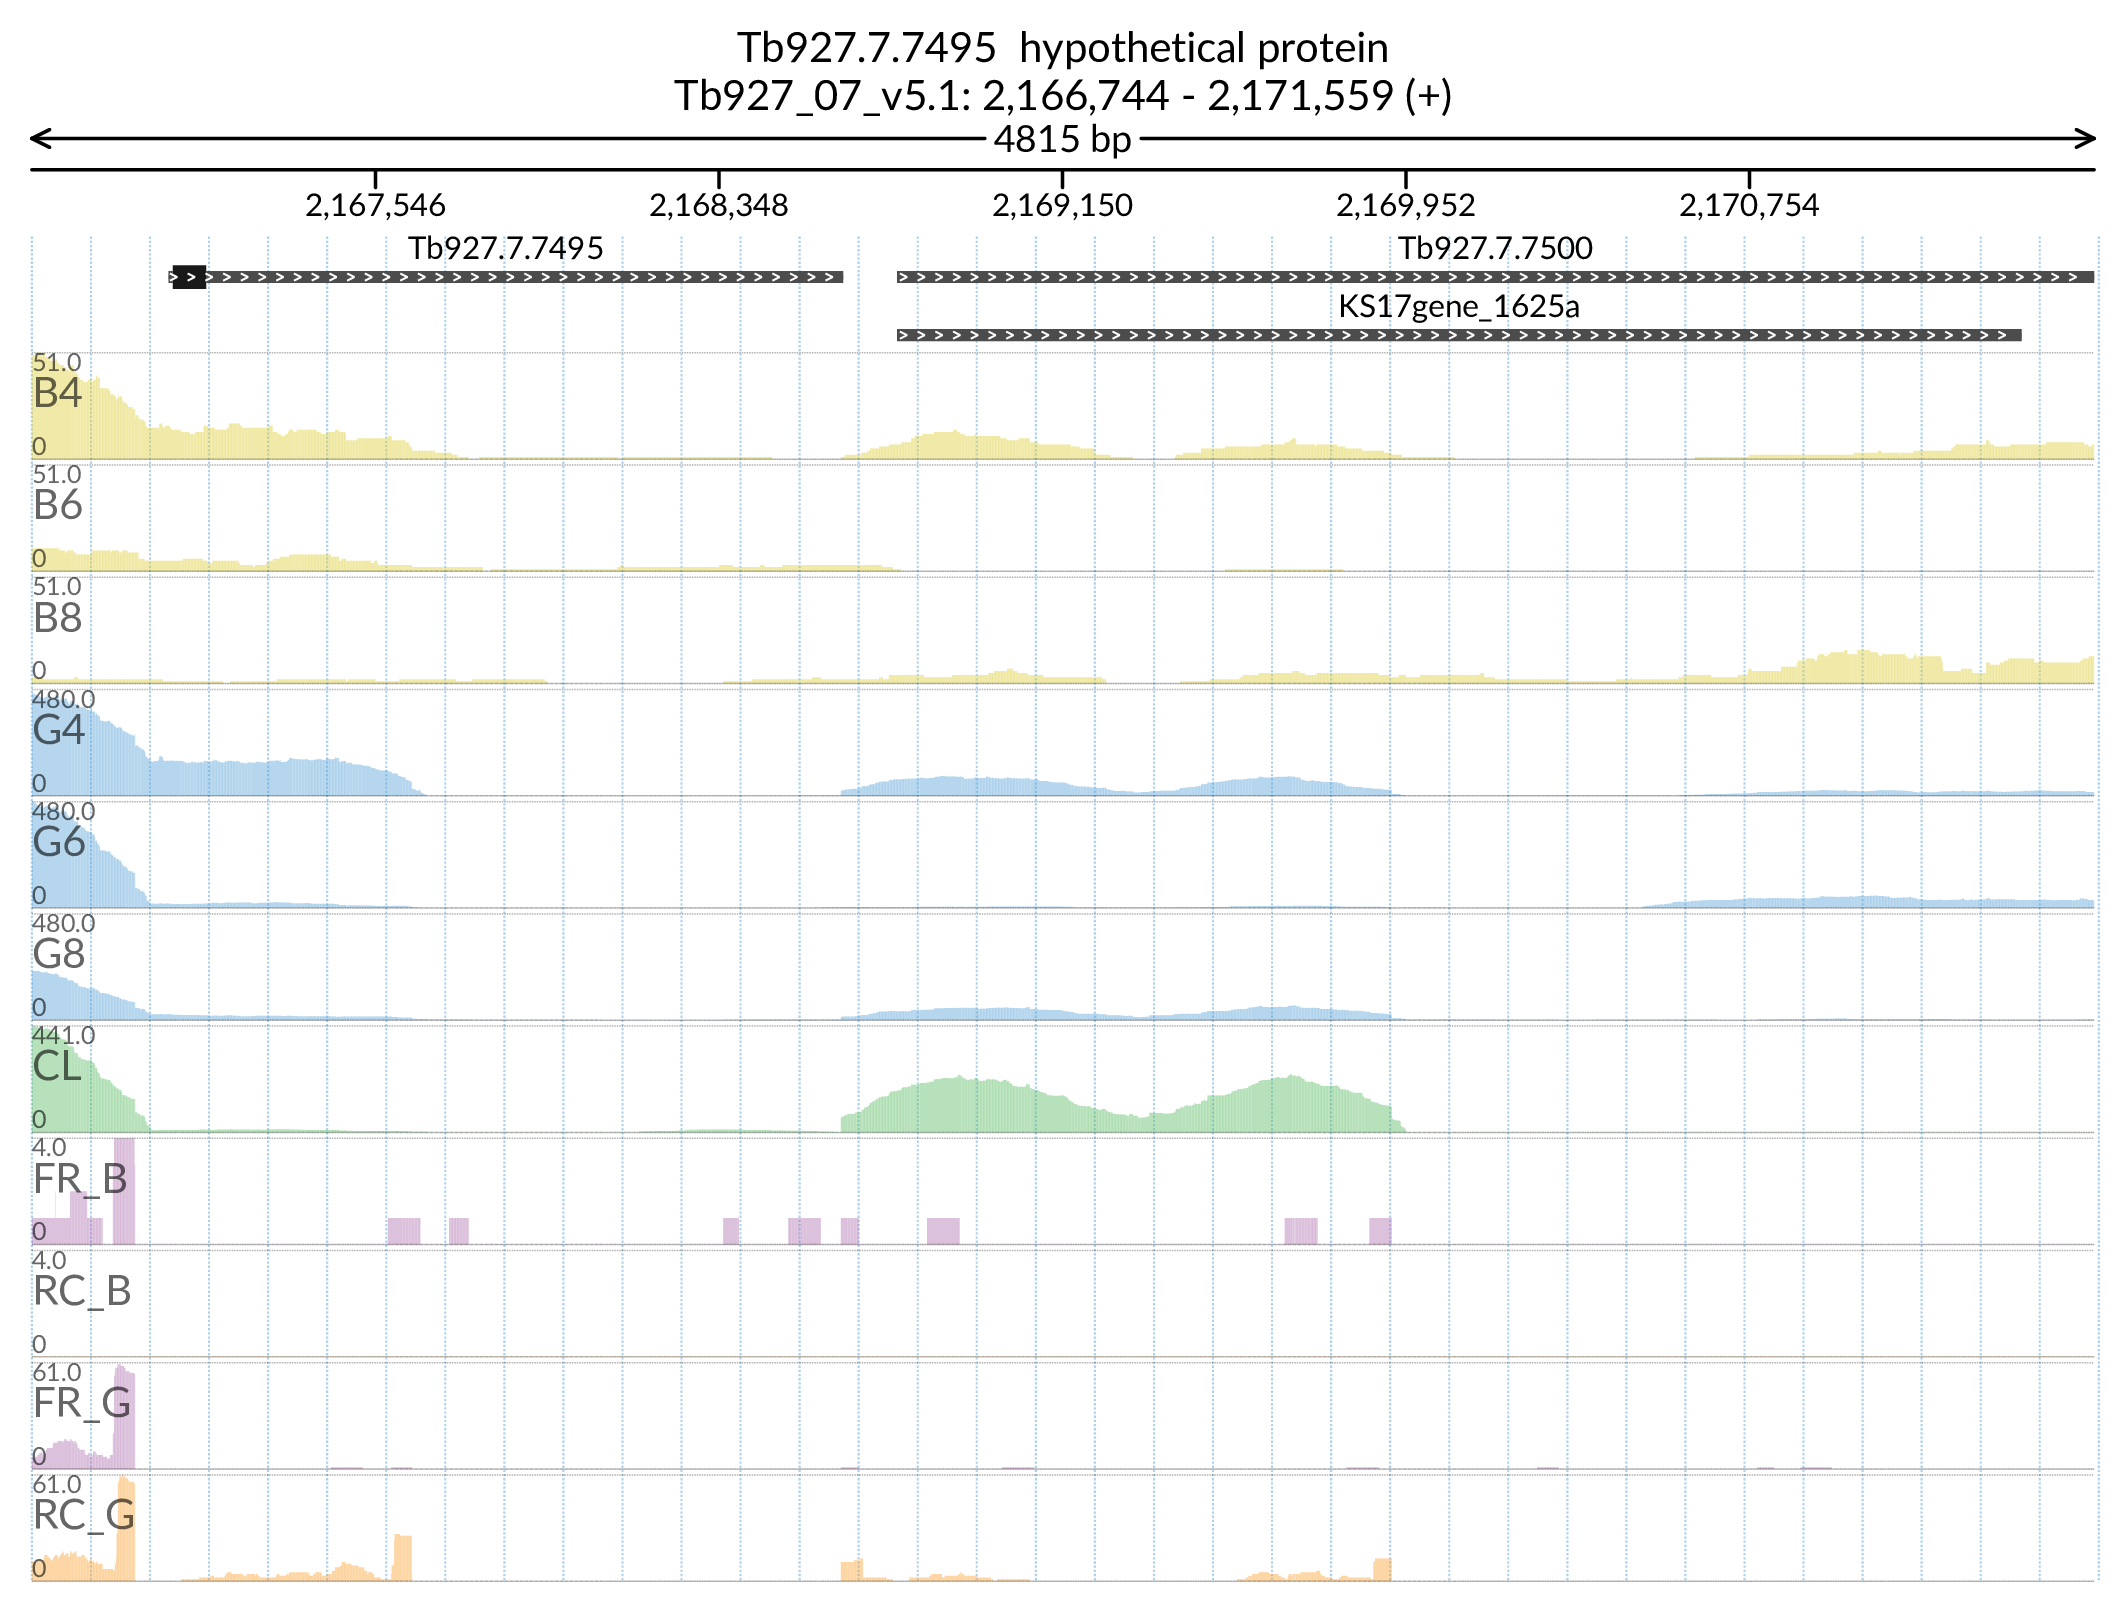 Tb927.7.7495 hypothetical protein
Tb927_07_v5.1: 2,166,744 - 2,171,559 (+)
4815 bp
2,167,546 2,168,348 2,169,150 2,169,952 2,170,754
Tb927.7.7495 Tb927.7.7500
KS17gene_1625a
51.0
B4
0
51.0
B6
0
51.0
B8
0
480.0
G4
0
480.0
G6
0
480.0
G8
0
441.0
CL
0
4.0
FR_B
0
4.0
RC_B
0
61.0
FR_G
0
61.0
RC_G
0